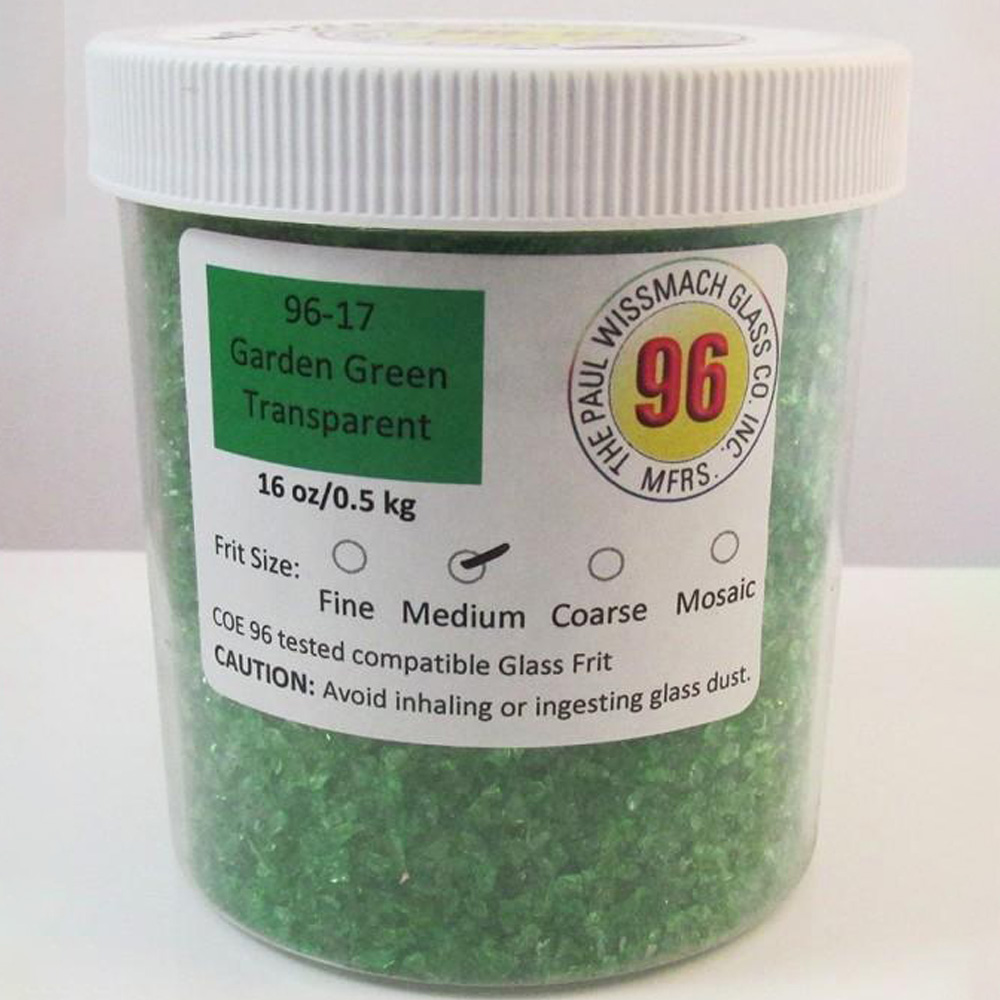 96-17
Garden Green
Transparent
16 oz/0.5 kg
THE PAUL WISSMACH GLASS CO. INC.
96
MFRS.
Frit Size:
Fine Medium Coarse Mosaic
COE 96 tested compatible Glass Frit
CAUTION: Avoid inhaling or ingesting glass dust.